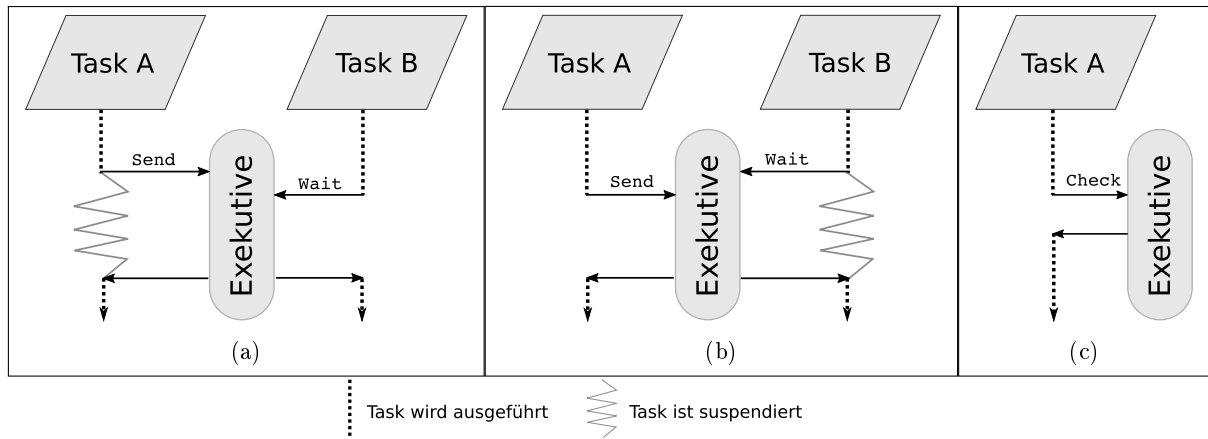 Task A
Task B
Send
Wait
Exekutive
(a)
Task A
Task B
Send
Wait
Exekutive
(b)
Task A
Check
Exekutive
(c)
Task wird ausgeführt
Task ist suspendiert